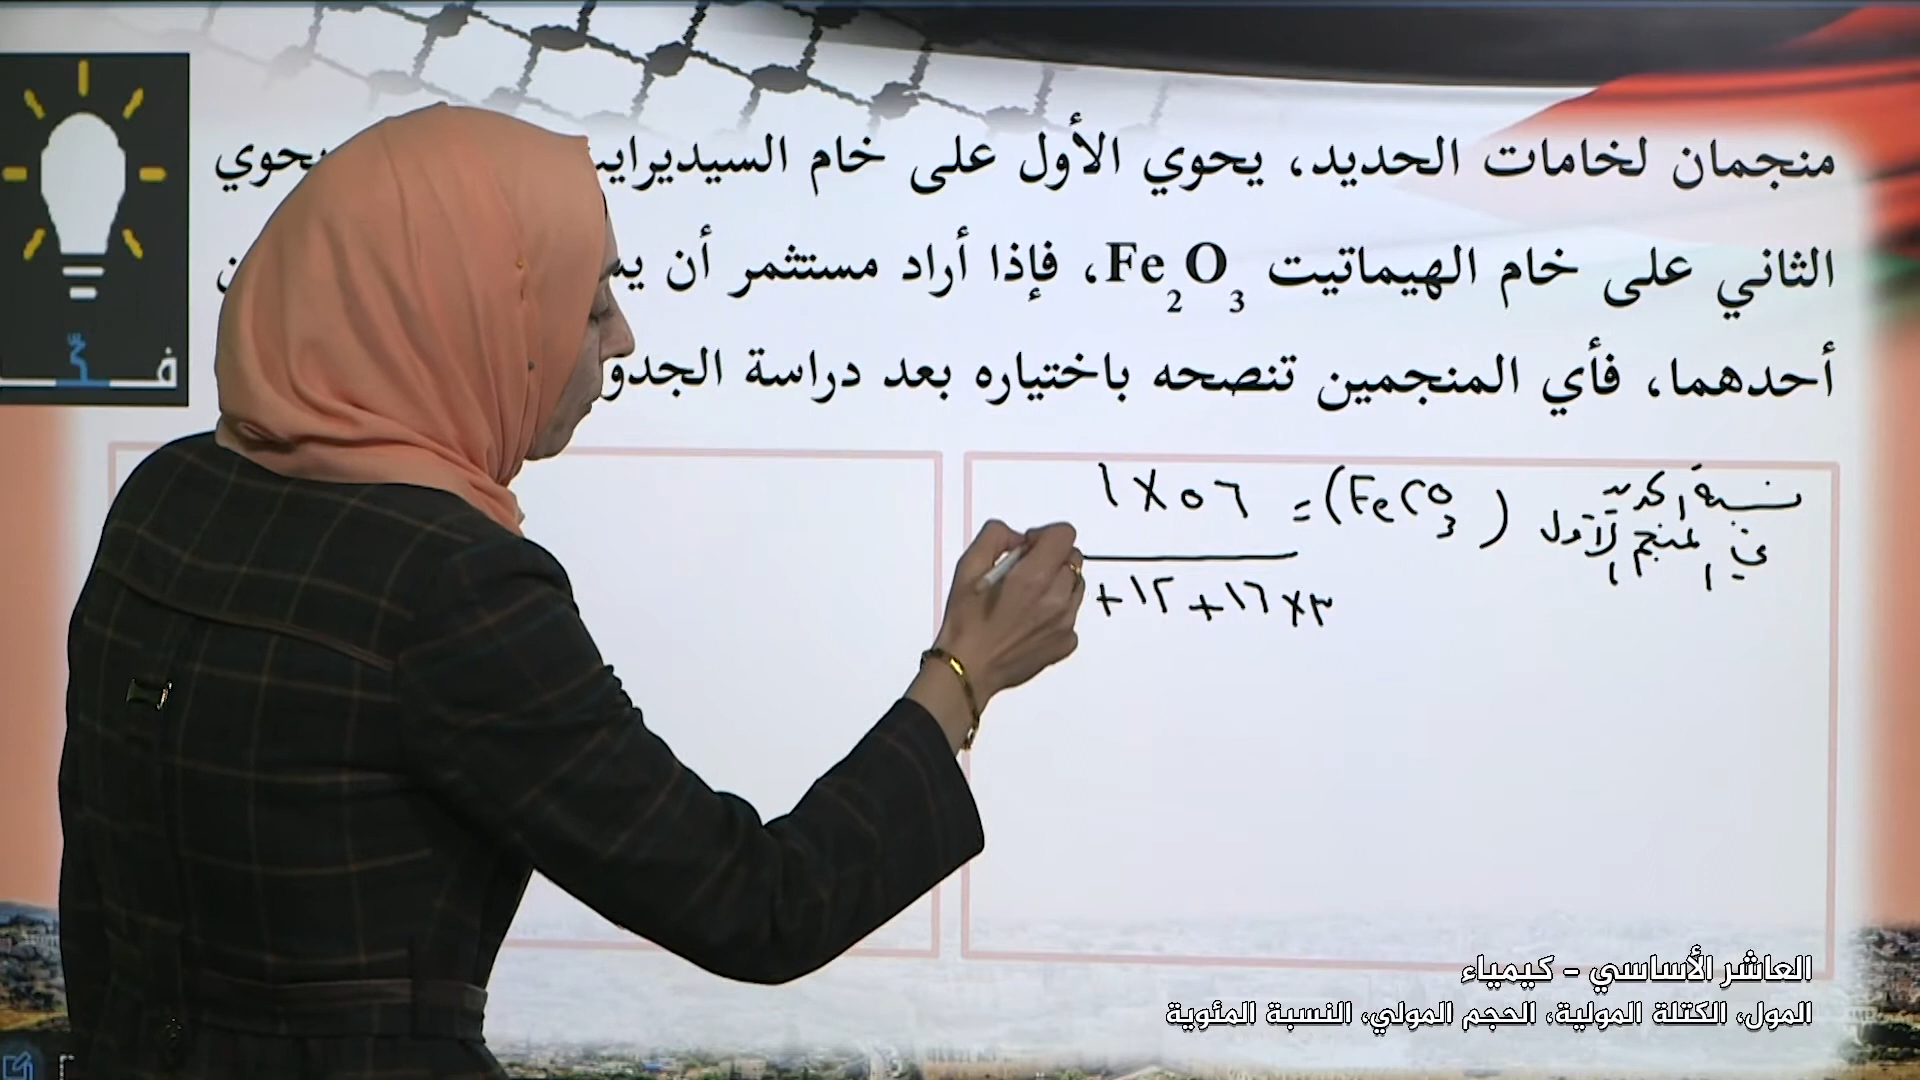 منجمان لخامات الحديد، يحوي الأول على خام يحوي
الثاني على خام الهيماتيت Fe2O3، فإذا أراد مستثمر أن
أحدهما، فأي المنجمين تنصحه باختياره بعد دراسة
فكّر
نسبة الحديد
في المنجم الأول (FeCO3) = ١ X ٥٦
+ ١٢ + ١٦ X ٣
العاشر الأساسي - كيمياء
المول، الكتلة المولية، الحجم المولي، النسبة المئوية